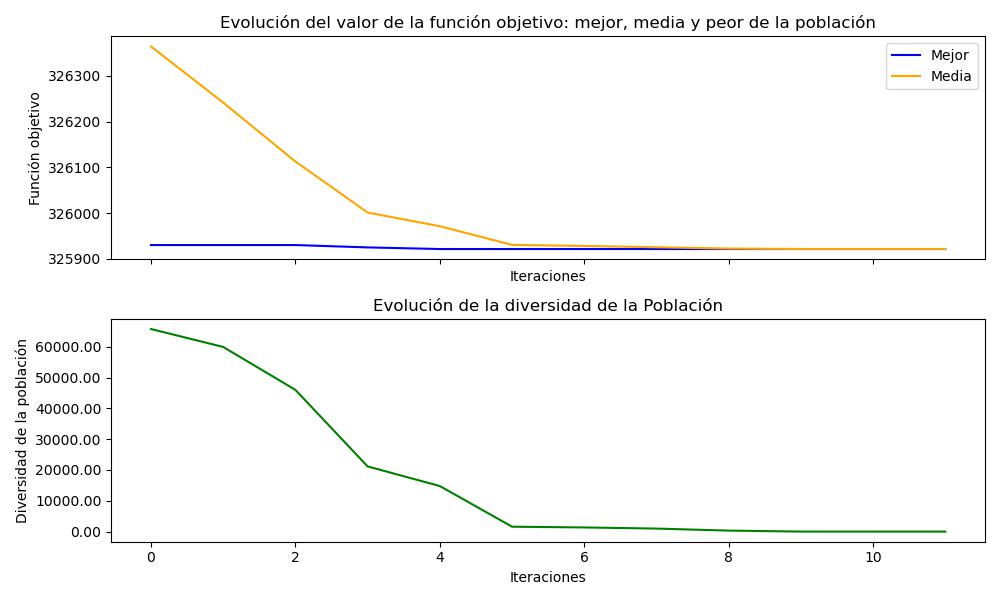 Evolución del valor de la función objetivo: mejor, media y peor de la población
Función objetivo
326300
326200
326100
326000
325900
Mejor
Media
Iteraciones
Evolución de la diversidad de la Población
Diversidad de la población
60000.00
50000.00
40000.00
30000.00
20000.00
10000.00
0.00
0 2 4 6 8 10
Iteraciones